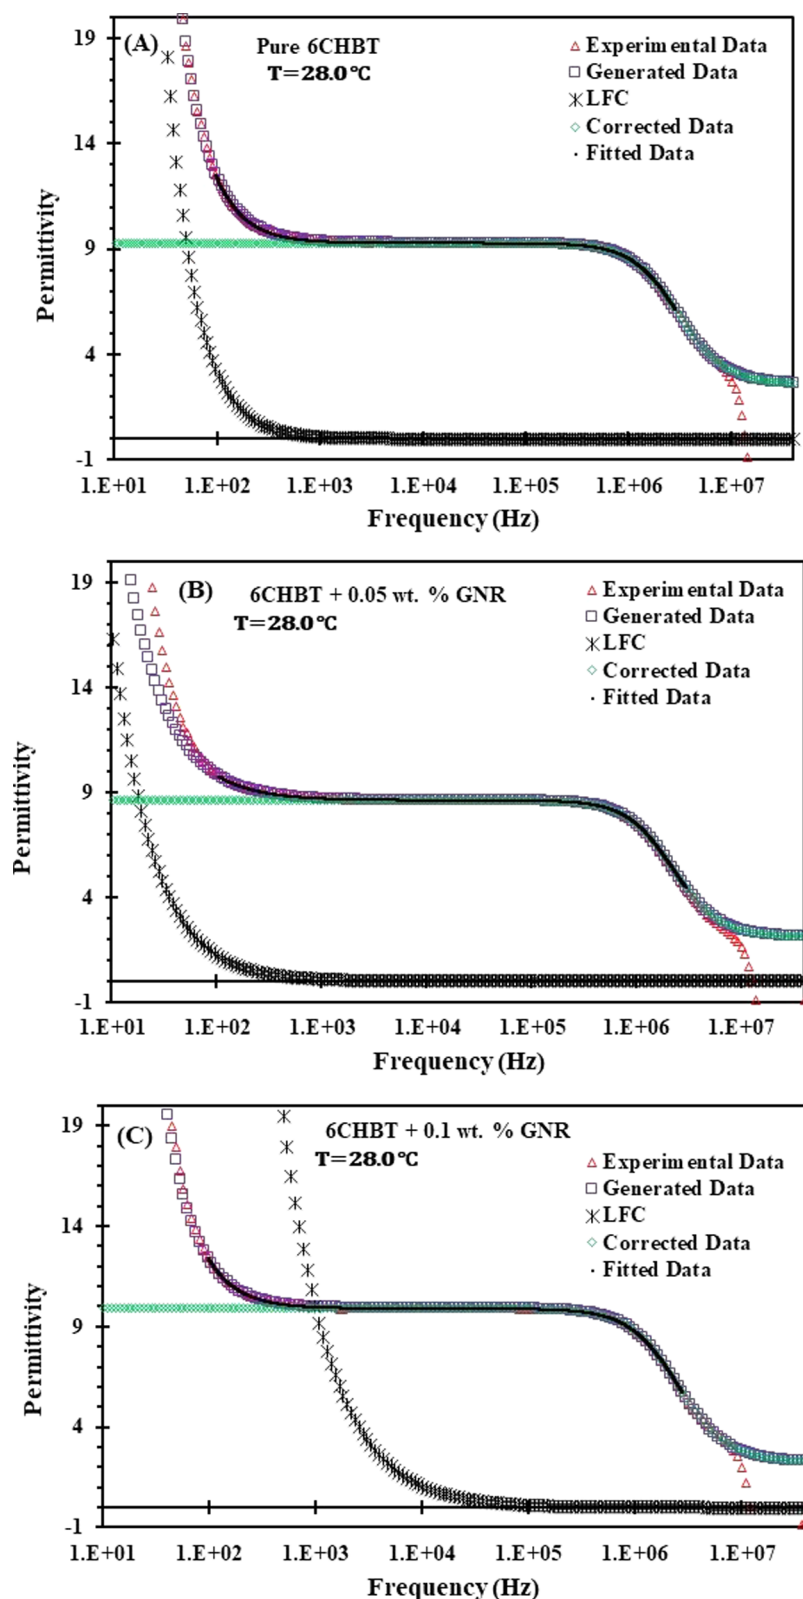 (A)
Pure 6CHBT
T=28.0°C
Experimental Data
Generated Data
LFC
Corrected Data
Fitted Data
19
14
9
4
-1
Permittivity
1.E+01 1.E+02 1.E+03 1.E+04 1.E+05 1.E+06 1.E+07
Frequency (Hz)
(B)
6CHBT + 0.05 wt. % GNR
T=28.0°C
Experimental Data
Generated Data
LFC
Corrected Data
Fitted Data
19
14
9
4
-1
Permittivity
1.E+01 1.E+02 1.E+03 1.E+04 1.E+05 1.E+06 1.E+07
Frequency (Hz)
(C)
6CHBT + 0.1 wt. % GNR
T=28.0°C
Experimental Data
Generated Data
LFC
Corrected Data
Fitted Data
19
14
9
4
-1
Permittivity
1.E+01 1.E+02 1.E+03 1.E+04 1.E+05 1.E+06 1.E+07
Frequency (Hz)